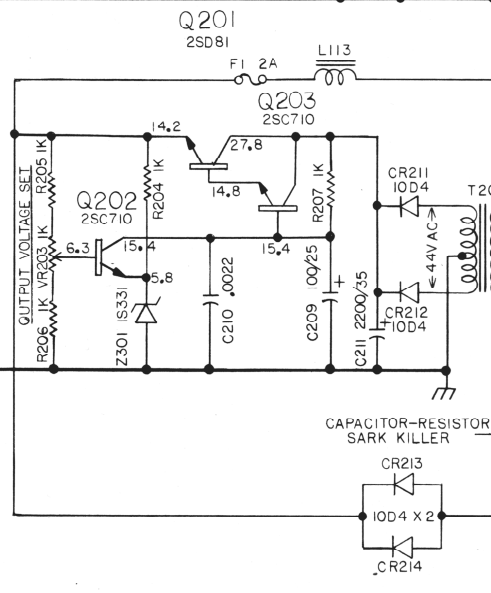 Q201
2SD81
F1 2A
L113
Q203
2SC710
14.2
27.8
14.8
15.4
R205 1K
R204 1K
R207 1K
CR211
10D4
T20
Q202
2SC710
OUTPUT VOLTAGE SET
VR203 1K
6.3
15.4
5.8
44V AC
R206 1K
Z301 1S331
C210 .0022
C209 100/25
+
C211 2200/35
+
CR212
10D4
CAPACITOR-RESISTOR
SARK KILLER
CR213
10D4 X 2
CR214